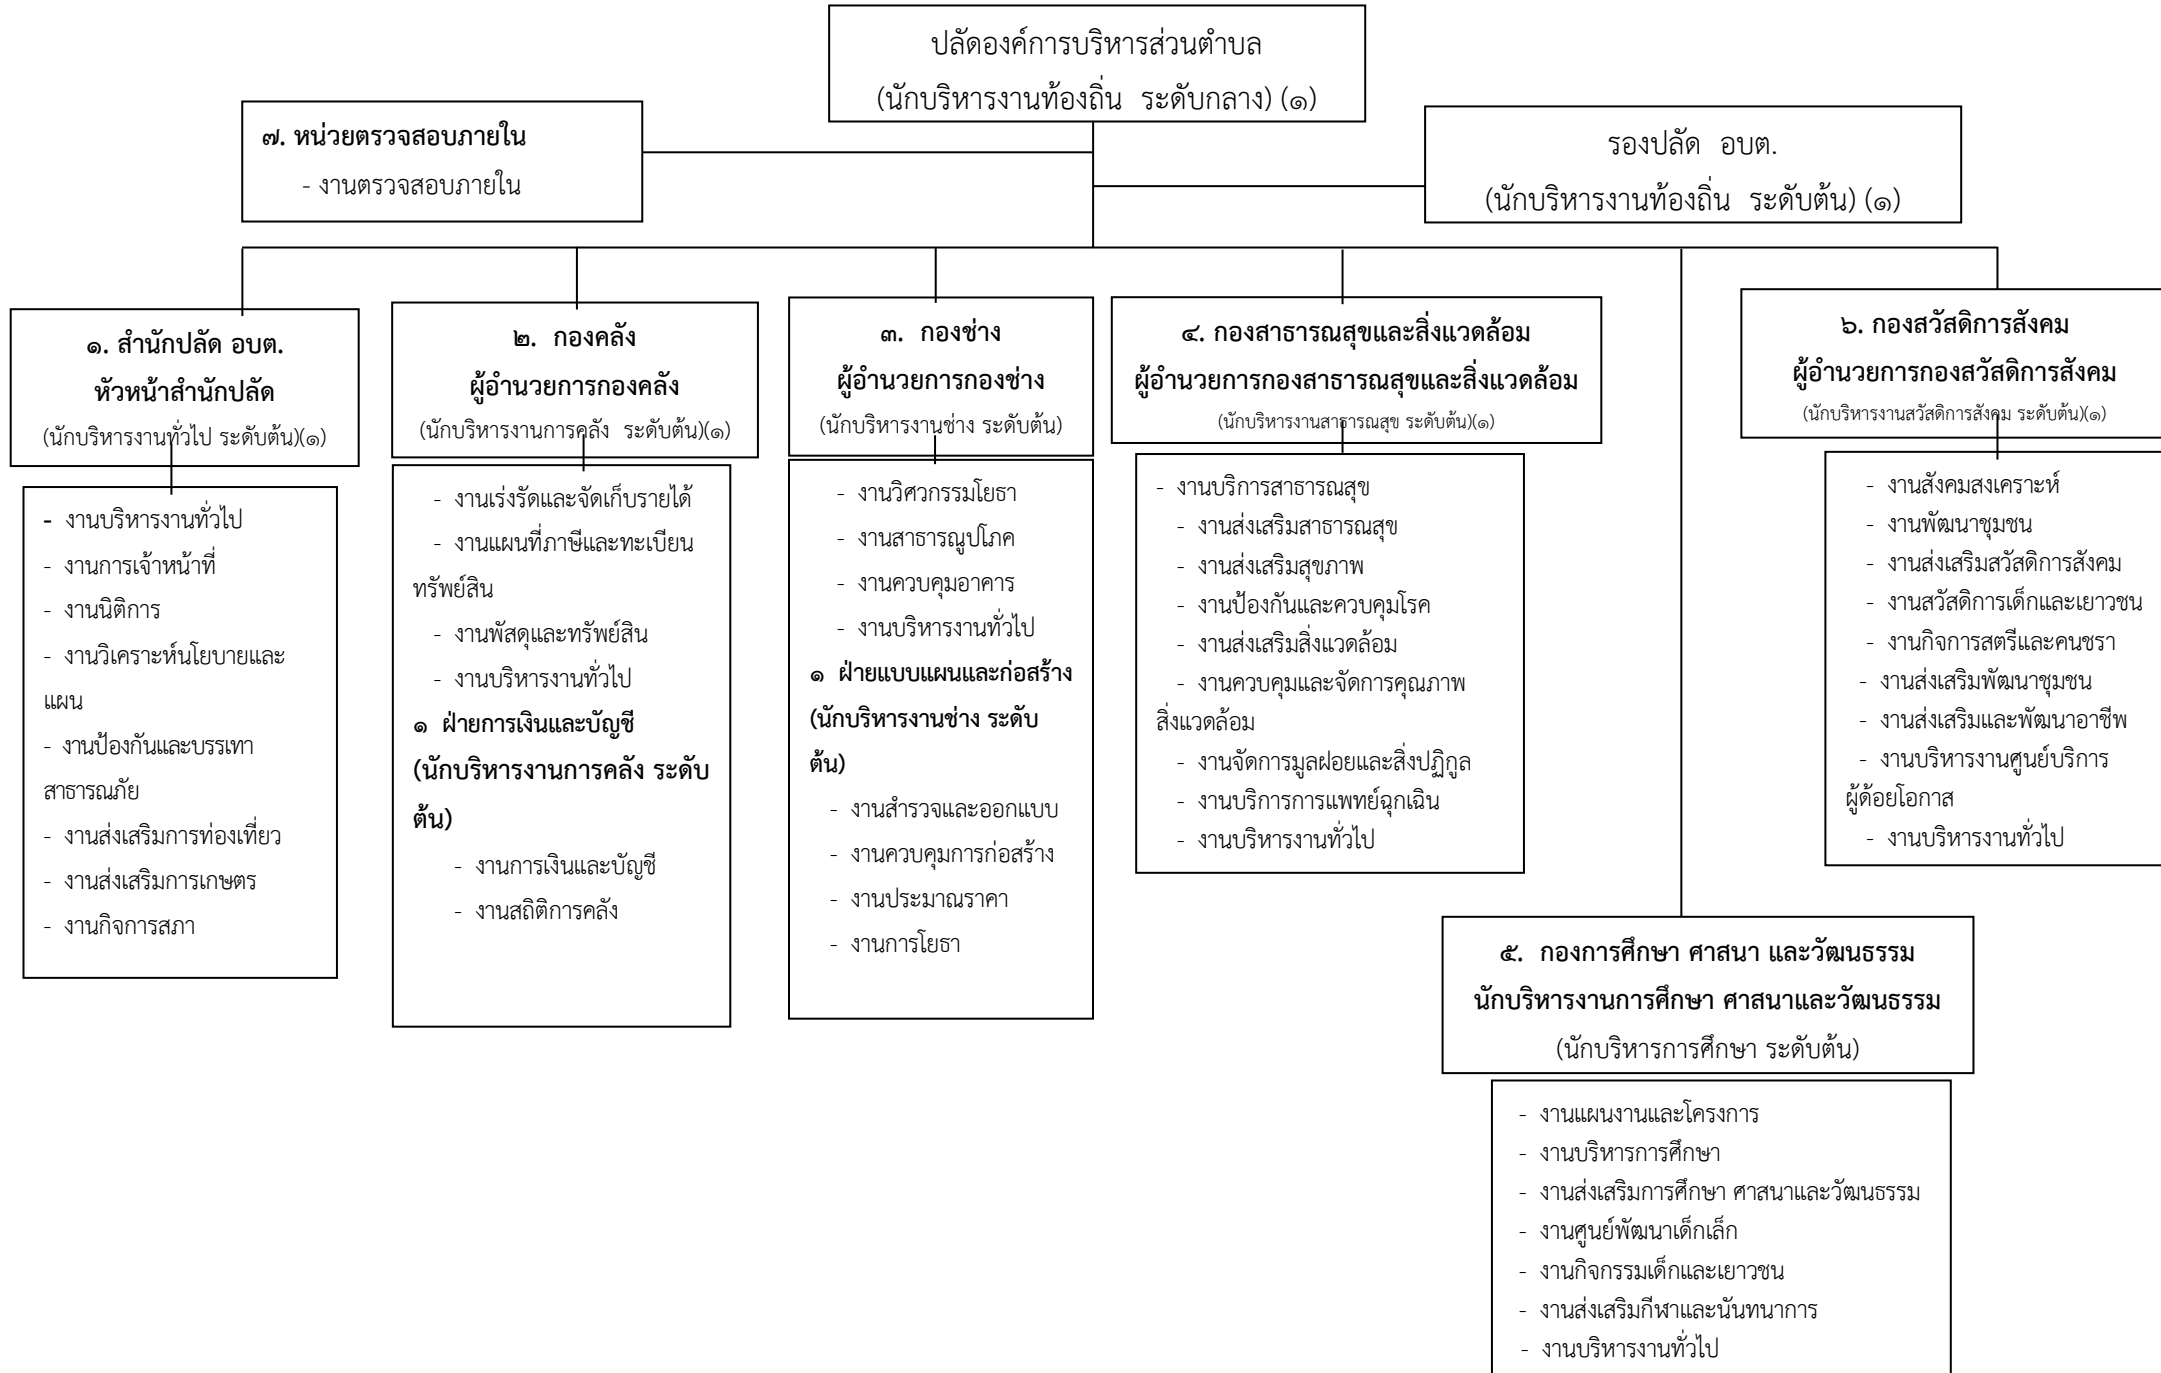 ปลัดองค์การบริหารส่วนตำบล
(นักบริหารงานท้องถิ่น ระดับกลาง) (๑)
๗. หน่วยตรวจสอบภายใน
- งานตรวจสอบภายใน
รองปลัด อบต.
(นักบริหารงานท้องถิ่น ระดับต้น) (๑)
๑. สำนักปลัด อบต.
หัวหน้าสำนักปลัด
(นักบริหารงานทั่วไป ระดับต้น)(๑)
- งานบริหารงานทั่วไป
- งานการเจ้าหน้าที่
- งานนิติการ
- งานวิเคราะห์นโยบายและ
แผน
- งานป้องกันและบรรเทา
สาธารณภัย
- งานส่งเสริมการท่องเที่ยว
- งานส่งเสริมการเกษตร
- งานกิจการสภา
๒. กองคลัง
ผู้อำนวยการกองคลัง
(นักบริหารงานการคลัง ระดับต้น)(๑)
- งานเร่งรัดและจัดเก็บรายได้
- งานแผนที่ภาษีและทะเบียน
ทรัพย์สิน
- งานพัสดุและทรัพย์สิน
- งานบริหารงานทั่วไป
๑ ฝ่ายการเงินและบัญชี
(นักบริหารงานการคลัง ระดับ
ต้น)
- งานการเงินและบัญชี
- งานสถิติการคลัง
๓. กองช่าง
ผู้อำนวยการกองช่าง
(นักบริหารงานช่าง ระดับต้น)
- งานวิศวกรรมโยธา
- งานสาธารณูปโภค
- งานควบคุมอาคาร
- งานบริหารงานทั่วไป
๑ ฝ่ายแบบแผนและก่อสร้าง
(นักบริหารงานช่าง ระดับ
ต้น)
- งานสำรวจและออกแบบ
- งานควบคุมการก่อสร้าง
- งานประมาณราคา
- งานการโยธา
๔. กองสาธารณสุขและสิ่งแวดล้อม
ผู้อำนวยการกองสาธารณสุขและสิ่งแวดล้อม
(นักบริหารงานสาธารณสุข ระดับต้น)(๑)
- งานบริการสาธารณสุข
- งานส่งเสริมสาธารณสุข
- งานส่งเสริมสุขภาพ
- งานป้องกันและควบคุมโรค
- งานส่งเสริมสิ่งแวดล้อม
- งานควบคุมและจัดการคุณภาพ
สิ่งแวดล้อม
- งานจัดการมูลฝอยและสิ่งปฏิกูล
- งานบริการการแพทย์ฉุกเฉิน
- งานบริหารงานทั่วไป
๖. กองสวัสดิการสังคม
ผู้อำนวยการกองสวัสดิการสังคม
(นักบริหารงานสวัสดิการสังคม ระดับต้น)(๑)
- งานสังคมสงเคราะห์
- งานพัฒนาชุมชน
- งานส่งเสริมสวัสดิการสังคม
- งานสวัสดิการเด็กและเยาวชน
- งานกิจการสตรีและคนชรา
- งานส่งเสริมพัฒนาชุมชน
- งานส่งเสริมและพัฒนาอาชีพ
- งานบริหารงานศูนย์บริการ
ผู้ด้อยโอกาส
- งานบริหารงานทั่วไป
๕. กองการศึกษา ศาสนา และวัฒนธรรม
นักบริหารงานการศึกษา ศาสนาและวัฒนธรรม
(นักบริหารการศึกษา ระดับต้น)
- งานแผนงานและโครงการ
- งานบริหารการศึกษา
- งานส่งเสริมการศึกษา ศาสนาและวัฒนธรรม
- งานศูนย์พัฒนาเด็กเล็ก
- งานกิจกรรมเด็กและเยาวชน
- งานส่งเสริมกีฬาและนันทนาการ
- งานบริหารงานทั่วไป